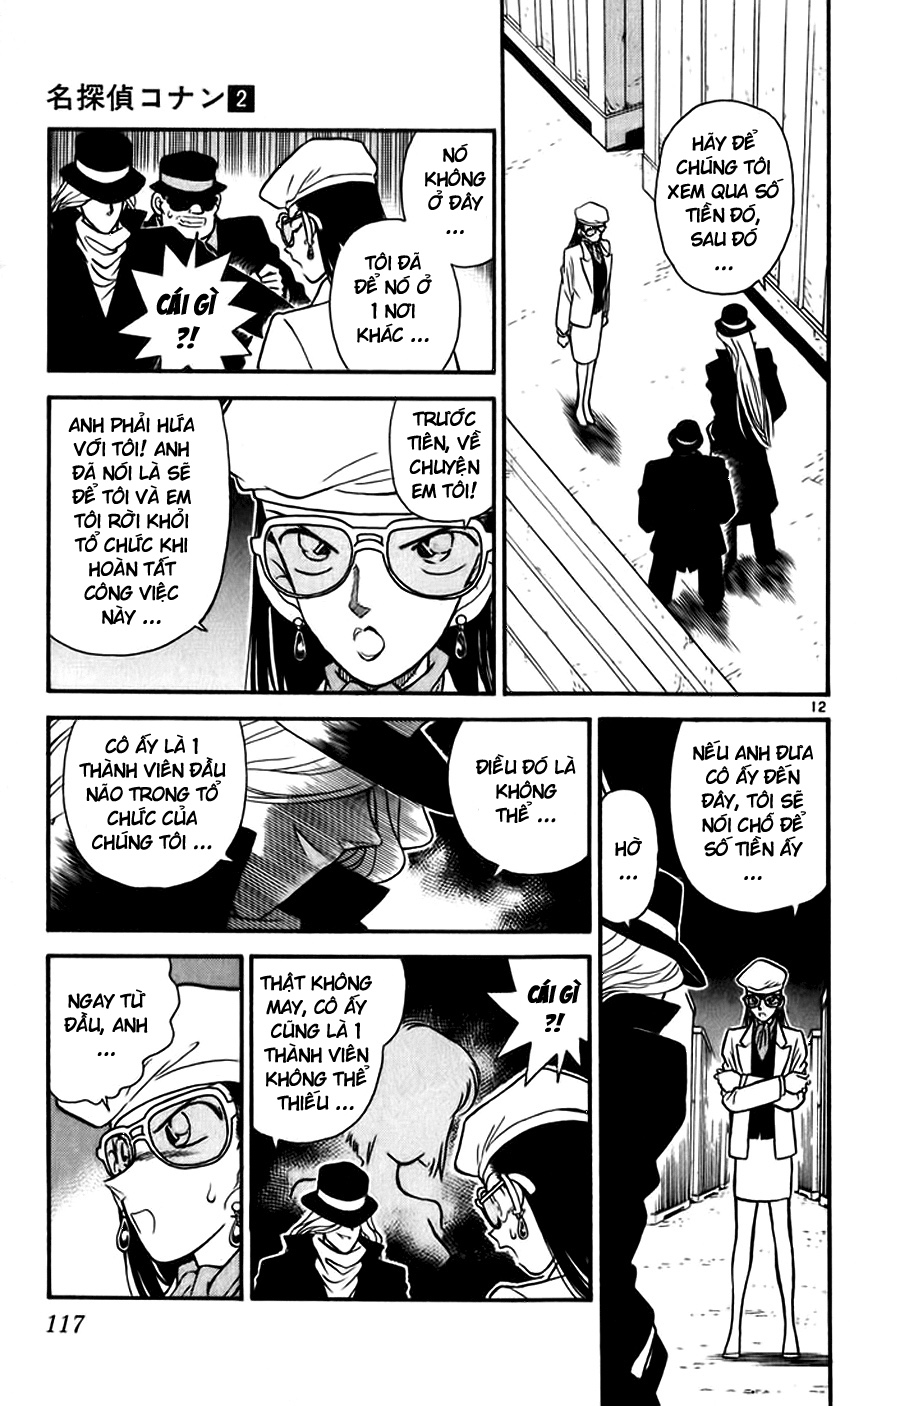 名探偵コナン2
HÃY ĐỂ
CHÚNG TÔI
XEM QUA SỐ
TIỀN ĐÓ,
SAU ĐÓ
...
NÓ
KHÔNG
Ở ĐÂY
...
TÔI ĐÃ
ĐỂ NÓ Ở
1 NƠI
KHÁC ...
CÁI GÌ
?!
TRƯỚC
TIÊN, VỀ
CHUYỆN
EM TÔI!
ANH PHẢI HỨA
VỚI TÔI! ANH
ĐÃ NÓI LÀ SẼ
ĐỂ TÔI VÀ EM
TÔI RỜI KHỎI
TỔ CHỨC KHI
HOÀN TẤT
CÔNG VIỆC
NÀY ...
12
ĐIỀU ĐÓ LÀ
KHÔNG
THỂ ...
CÔ ẤY LÀ 1
THÀNH VIÊN ĐẦU
NÃO TRONG TỔ
CHỨC CỦA
CHÚNG TÔI ...
NẾU ANH ĐƯA
CÔ ẤY ĐẾN
ĐÂY, TÔI SẼ
NÓI CHỖ ĐỂ
SỐ TIỀN ẤY
...
HỜ
...
CÁI GÌ
?!
THẬT KHÔNG
MAY, CÔ ẤY
CŨNG LÀ 1
THÀNH VIÊN
KHÔNG THỂ
THIẾU ...
NGAY TỪ
ĐẦU, ANH
...
117